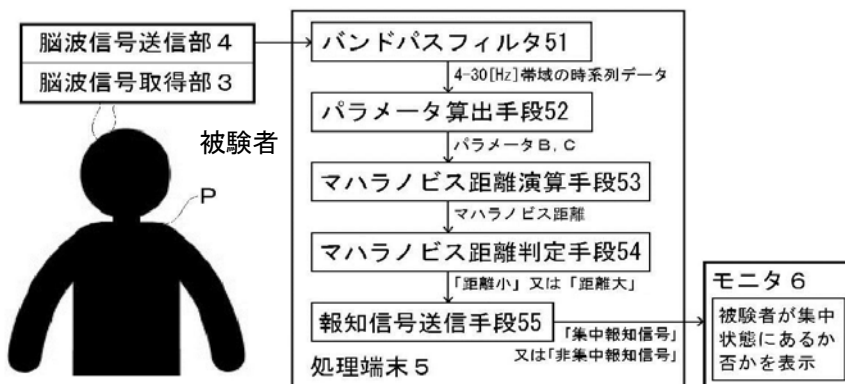 脳波信号送信部4
脳波信号取得部3
被験者
P
バンドパスフィルタ51
4-30[Hz]帯域の時系列データ
パラメータ算出手段52
パラメータB,C
マハラノビス距離演算手段53
マハラノビス距離
マハラノビス距離判定手段54
「距離小」又は「距離大」
報知信号送信手段55
「集中報知信号」
又は「非集中報知信号」
処理端末5
モニタ6
被験者が集中
状態にあるか
否かを表示